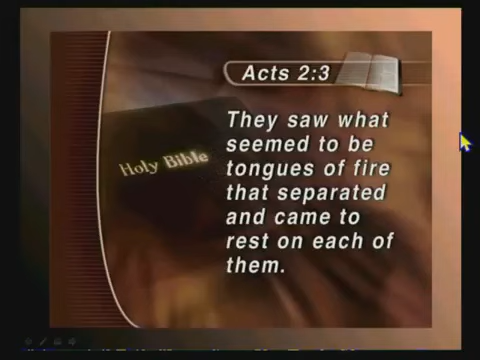 Acts 2:3
They saw what
seemed to be
tongues of fire
that separated
and came to
rest on each of
them.
Holy Bible